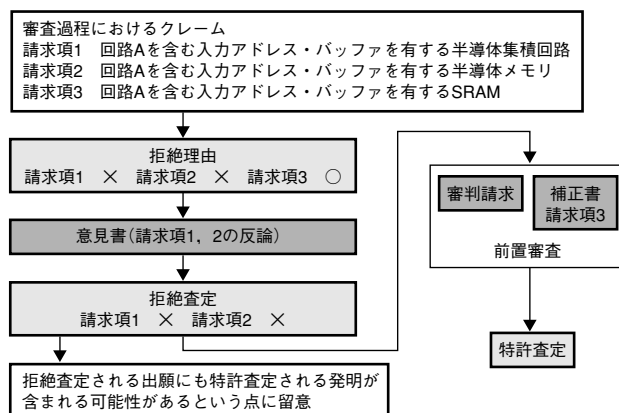 審査過程におけるクレーム
請求項1 回路Aを含む入力アドレス・バッファを有する半導体集積回路
請求項2 回路Aを含む入力アドレス・バッファを有する半導体メモリ
請求項3 回路Aを含む入力アドレス・バッファを有するSRAM
拒絶理由
請求項1 × 請求項2 × 請求項3 ○
意見書(請求項1，2の反論)
拒絶査定
請求項1 × 請求項2 ×
拒絶査定される出願にも特許査定される発明が
含まれる可能性があるという点に留意
審判請求
補正書
請求項3
前置審査
特許査定